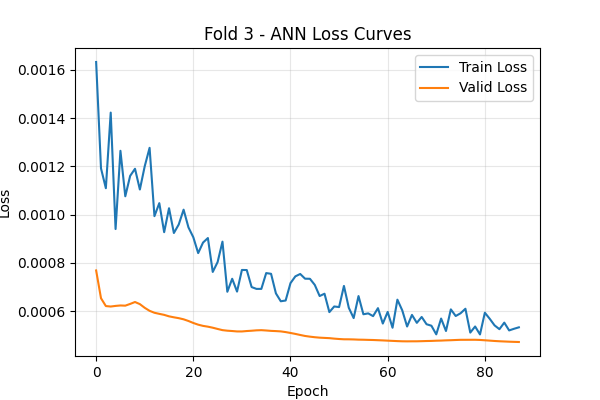 Fold 3 - ANN Loss Curves
Train Loss
Valid Loss
0.0016
0.0014
0.0012
0.0010
0.0008
0.0006
Loss
0
20
40
60
80
Epoch